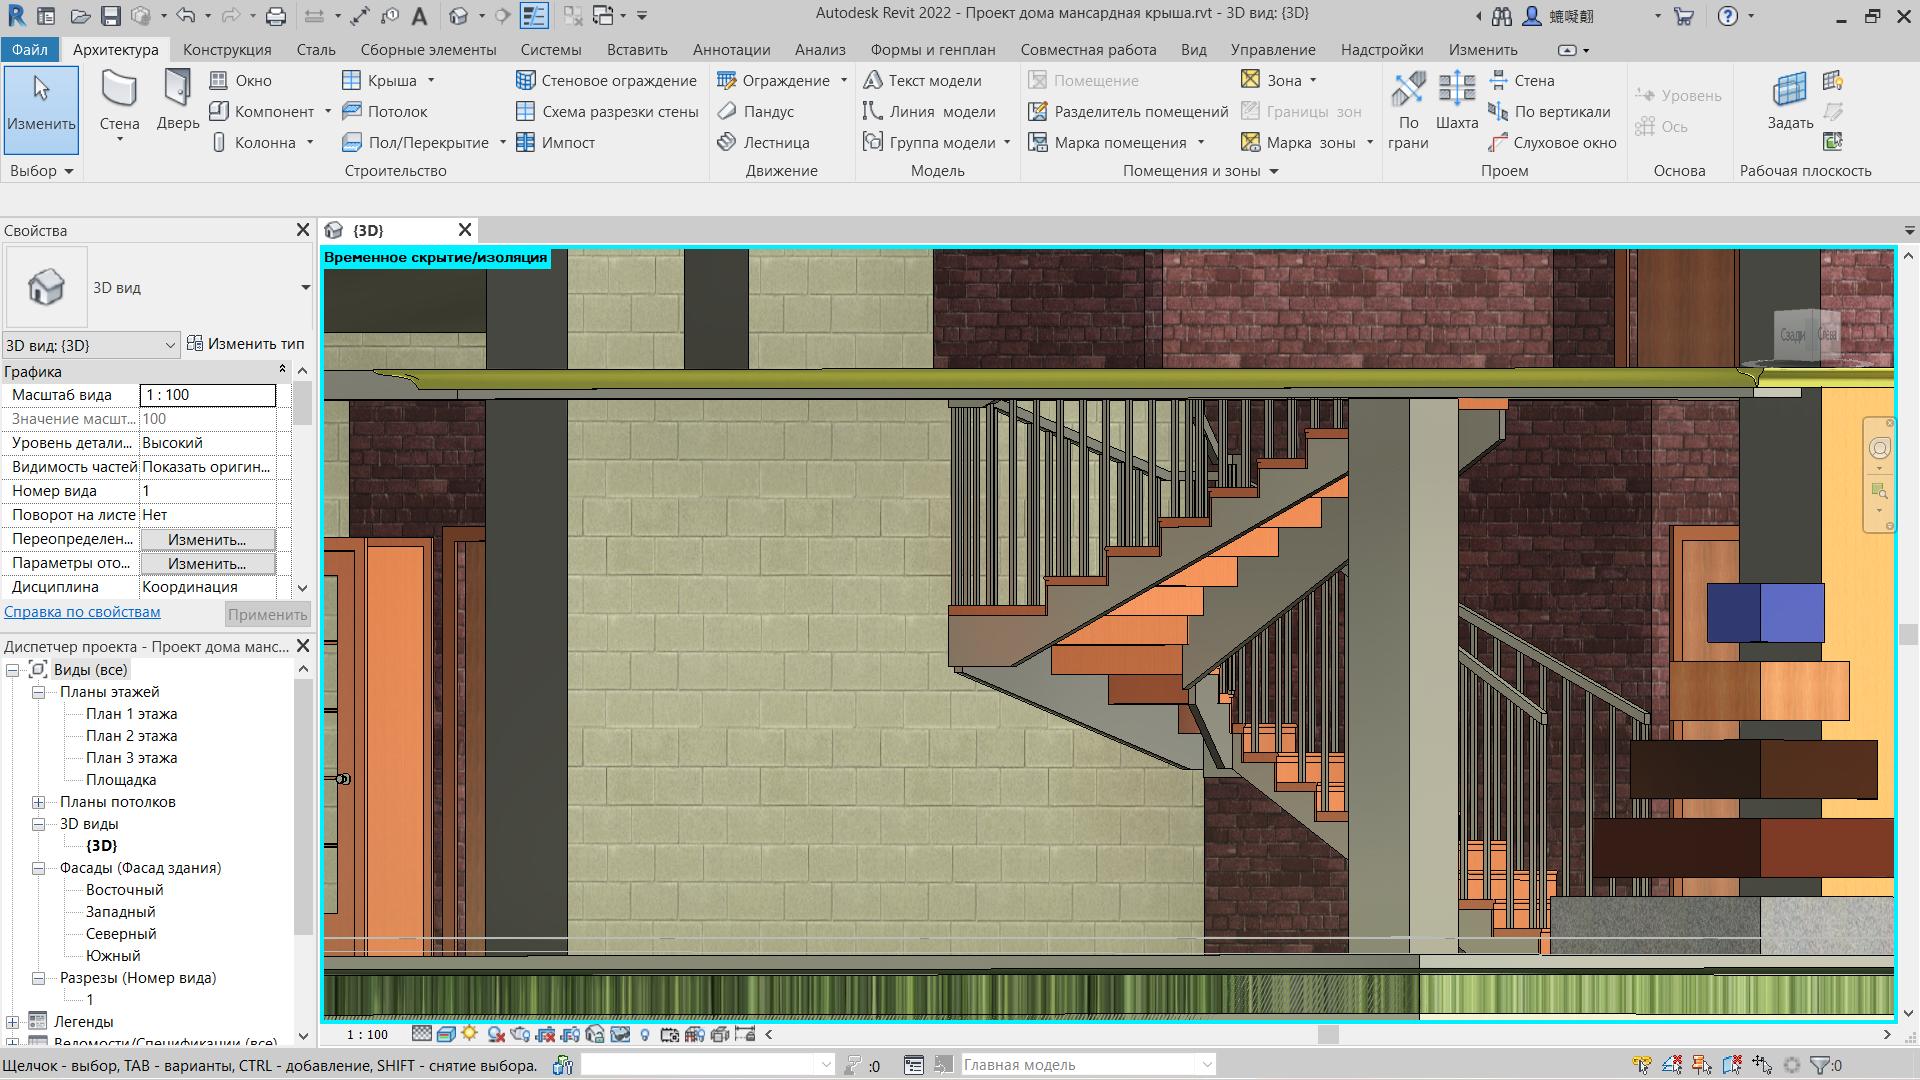 Autodesk Revit 2022 - Проект дома мансардная крыша.rvt - 3D вид: {3D}
Файл Архитектура Конструкция Сталь Сборные элементы Системы Вставить Аннотации Анализ Формы и генплан Совместная работа Вид Управление Надстройки Изменить
Изменить
Выбор
Стена
Дверь
Окно
Компонент
Колонна
Крыша
Потолок
Пол/Перекрытие
Стеновое ограждение
Схема разрезки стены
Импост
Строительство
Ограждение
Пандус
Лестница
Движение
Текст модели
Линия модели
Группа модели
Модель
Помещение
Разделитель помещений
Марка помещения
Зона
Границы зон
Марка зоны
Помещения и зоны
По грани
Шахта
Стена
По вертикали
Слуховое окно
Проем
Уровень
Ось
Основа
Задать
Рабочая плоскость
Свойства
3D вид
3D вид: {3D}
Изменить тип
Графика
Масштаб вида 1 : 100
Значение масшт... 100
Уровень детали... Высокий
Видимость частей Показать оригин...
Номер вида 1
Поворот на листе Нет
Переопределен... Изменить...
Параметры ото... Изменить...
Дисциплина Координация
Справка по свойствам
Применить
Диспетчер проекта - Проект дома манс...
Виды (все)
Планы этажей
План 1 этажа
План 2 этажа
План 3 этажа
Площадка
Планы потолков
3D виды
{3D}
Фасады (Фасад здания)
Восточный
Западный
Северный
Южный
Разрезы (Номер вида)
1
Легенды
Ведомости/Спецификации (все)
{3D}
Временное скрытие/изоляция
Сзади
Слева
1 : 100
Щелчок - выбор, TAB - варианты, CTRL - добавление, SHIFT - снятие выбора.
:0
Главная модель
:0